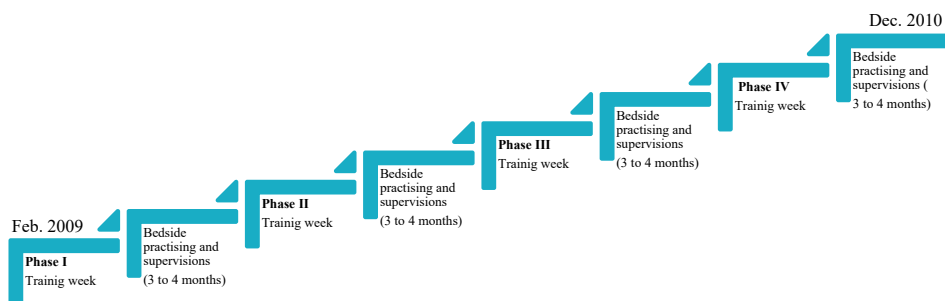 Feb. 2009
Phase I
Trainig week
Bedside
practising and
supervisions
(3 to 4 months)
Phase II
Trainig week
Bedside
practising and
supervisions
(3 to 4 months)
Phase III
Trainig week
Bedside
practising and
supervisions
(3 to 4 months)
Phase IV
Trainig week
Dec. 2010
Bedside
practising and
supervisions (
3 to 4 months)